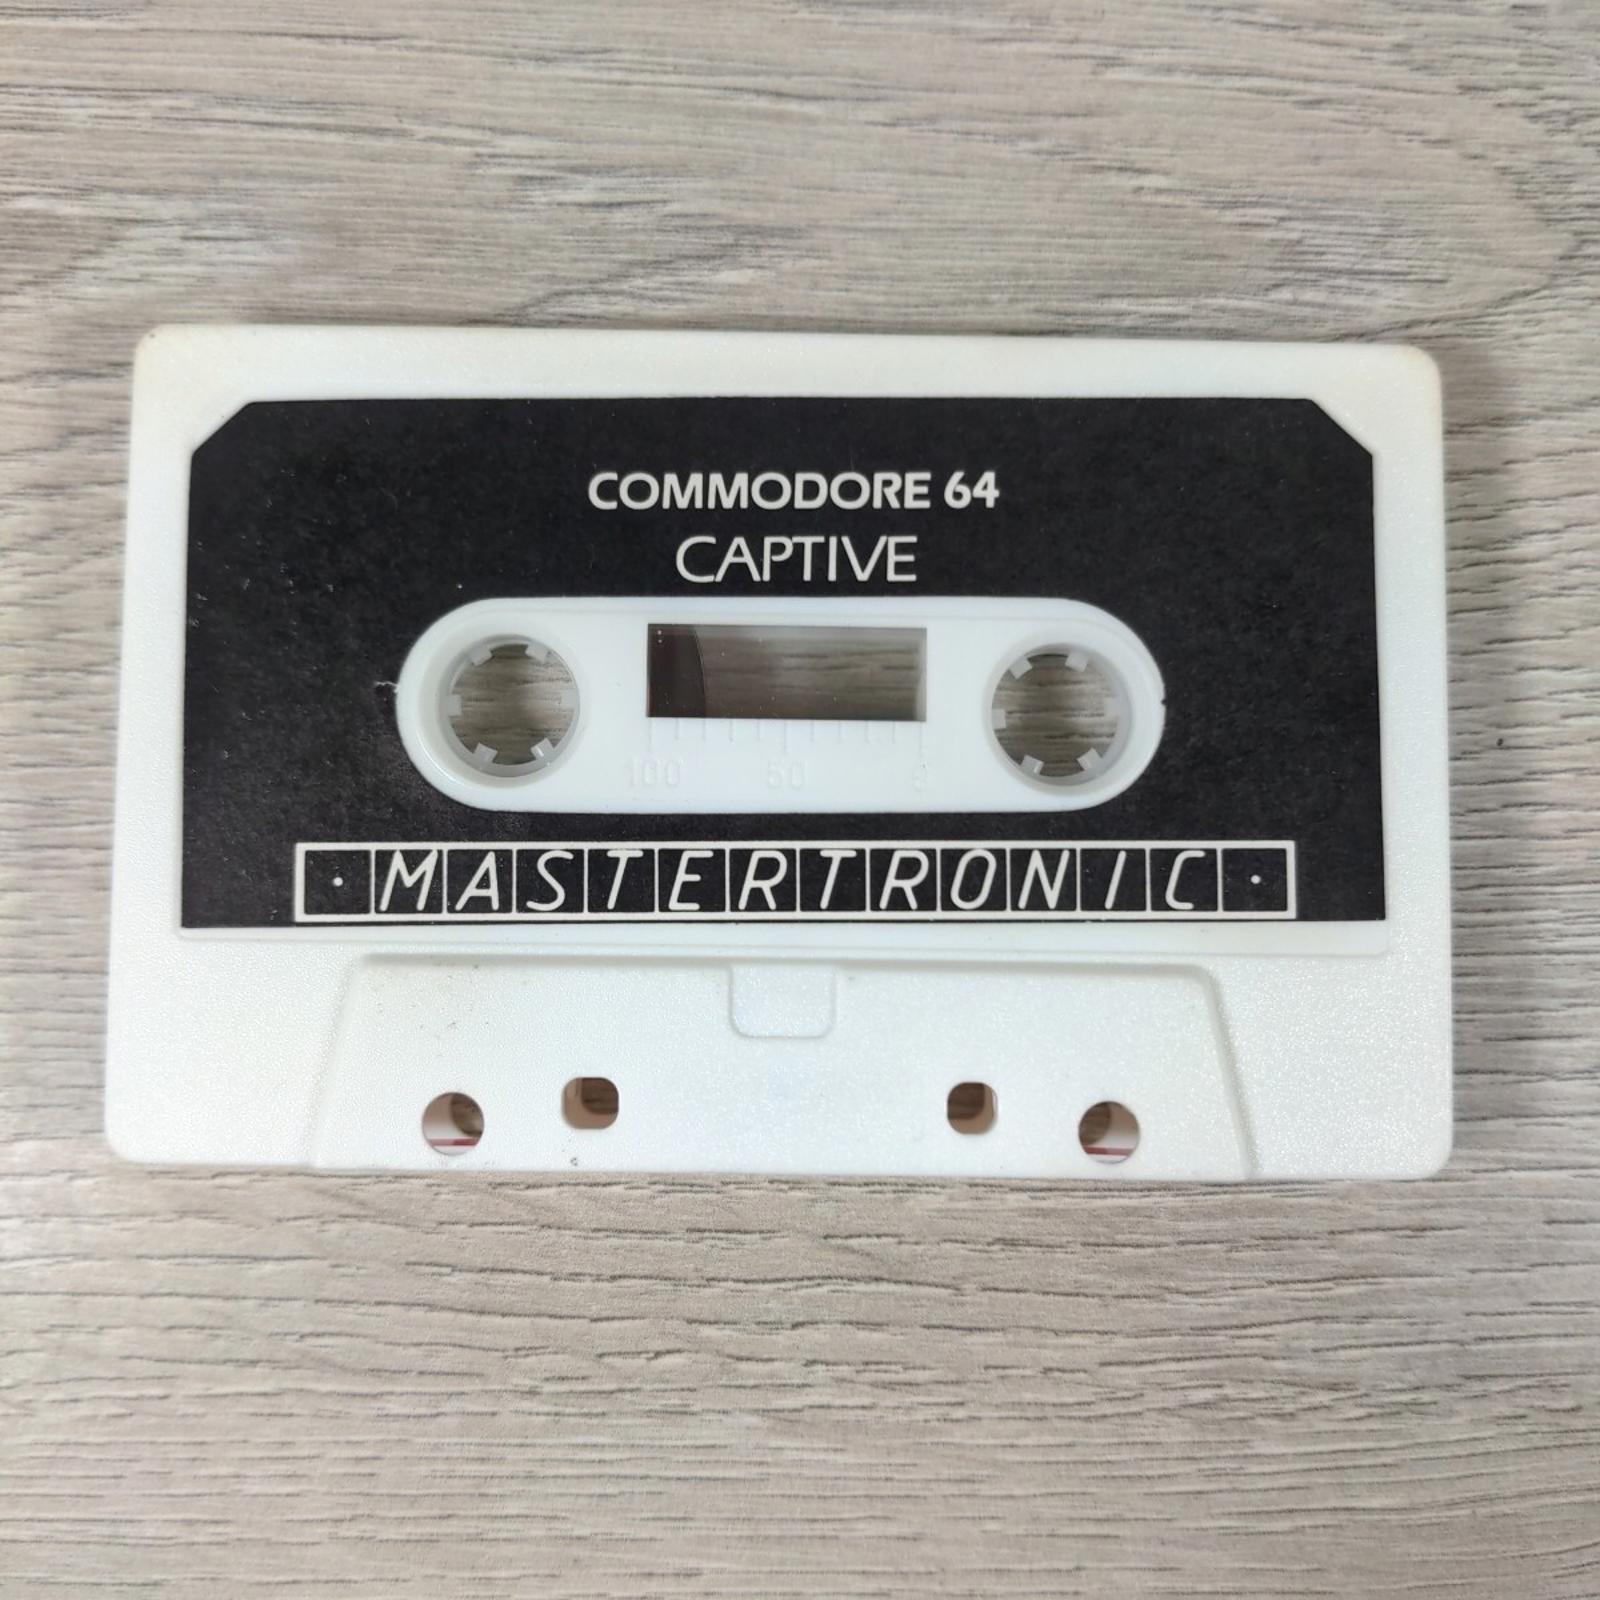 COMMODORE 64
CAPTIVE
100 50 0
MASTERTRONIC